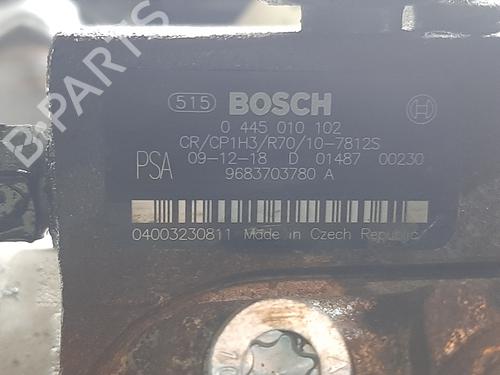 B-PARTS
515 BOSCH
0 445 010 102
CR/CP1H3/R70/10-7812S
PSA 09-12-18 D 01487 00230
9683703780 A
04003230811 Made in Czech Republic